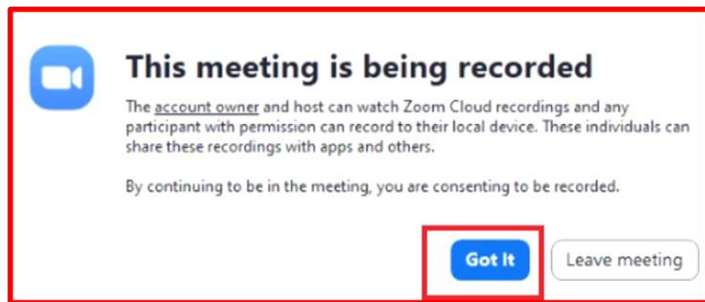 This meeting is being recorded
The account owner and host can watch Zoom Cloud recordings and any
participant with permission can record to their local device. These individuals can
share these recordings with apps and others.
By continuing to be in the meeting, you are consenting to be recorded.
Got It Leave meeting